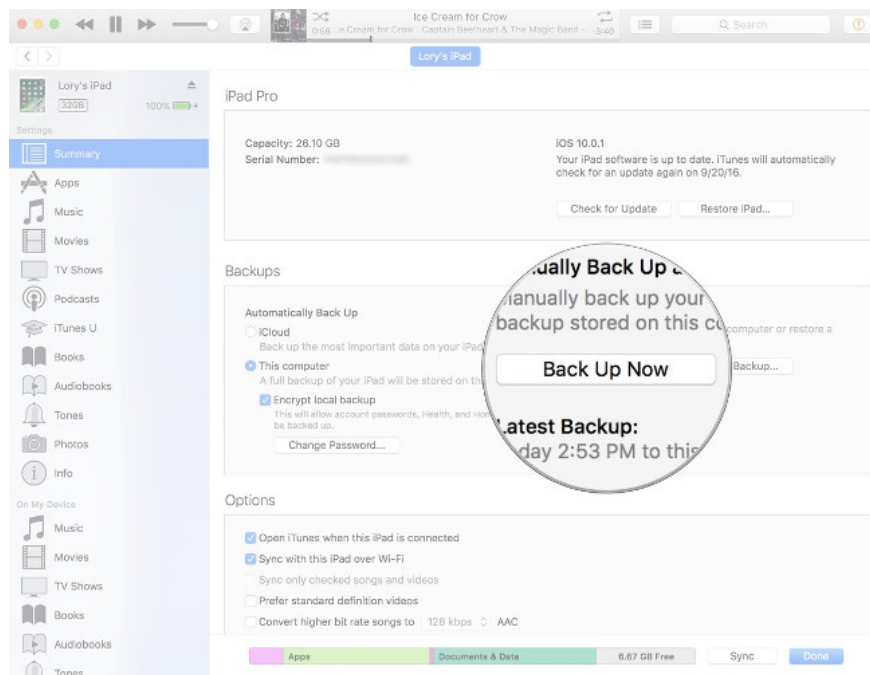 Ice Cream for Crow
0:56 Ice Cream for Crow Captain Beefheart & The Magic Band -3:40
Search
Lory's iPad
Lory's iPad
32GB 100%
Settings
Summary
Apps
Music
Movies
TV Shows
Podcasts
iTunes U
Books
Audiobooks
Tones
Photos
Info
On My Device
Music
Movies
TV Shows
Books
Audiobooks
Tones
iPad Pro
Capacity: 26.10 GB
Serial Number:
iOS 10.0.1
Your iPad software is up to date. iTunes will automatically
check for an update again on 9/20/16.
Check for Update Restore iPad...
Backups
Automatically Back Up
iCloud
Back up the most important data on your iPad
This computer
A full backup of your iPad will be stored on th
Encrypt local backup
This will allow account passwords, Health, and Hom
be backed up.
Change Password...
ually Back Up a
anually back up your
backup stored on this co
computer or restore a
Back Up Now
Backup...
Latest Backup:
day 2:53 PM to this
Options
Open iTunes when this iPad is connected
Sync with this iPad over Wi-Fi
Sync only checked songs and videos
Prefer standard definition videos
Convert higher bit rate songs to 128 kbps AAC
Apps Documents & Data 6.67 GB Free Sync Done